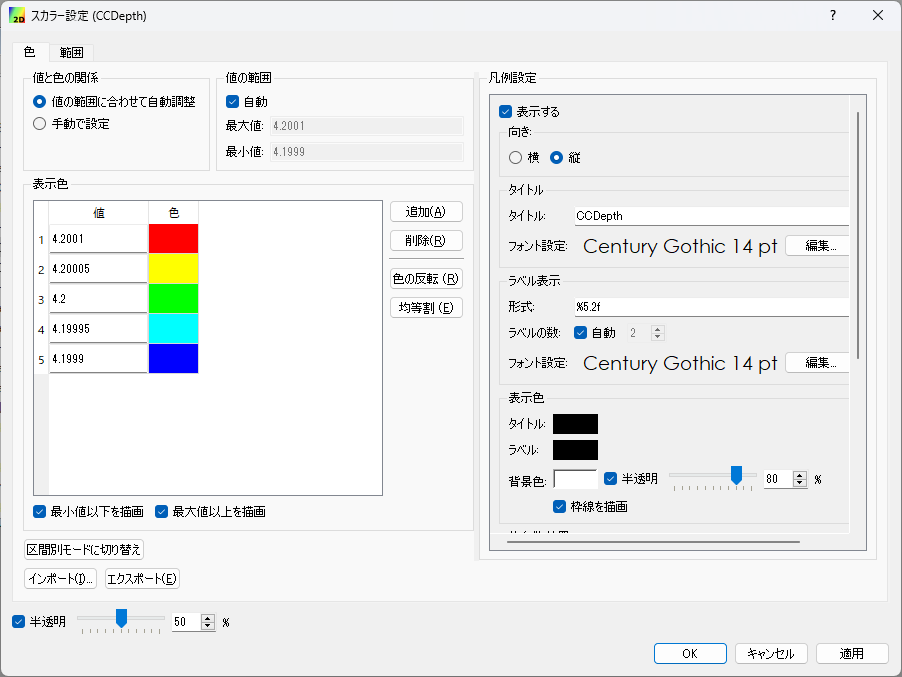 スカラー設定 (CCDepth)
?
色
範囲
値と色の関係
値の範囲に合わせて自動調整
手動で設定
値の範囲
自動
最大値: 4.2001
最小値: 4.1999
表示色
値 色
1 4.2001
2 4.20005
3 4.2
4 4.19995
5 4.1999
追加(A)
削除(R)
色の反転 (R)
均等割 (E)
最小値以下を描画
最大値以上を描画
区間別モードに切り替え
インポート(I)...
エクスポート(E)
凡例設定
表示する
向き:
横
縦
タイトル
タイトル: CCDepth
フォント設定: Century Gothic 14 pt 編集...
ラベル表示
形式: %5.2f
ラベルの数: 自動 2
フォント設定: Century Gothic 14 pt 編集...
表示色
タイトル:
ラベル:
背景色: 半透明 80 %
枠線を描画
半透明 50 %
OK
キャンセル
適用